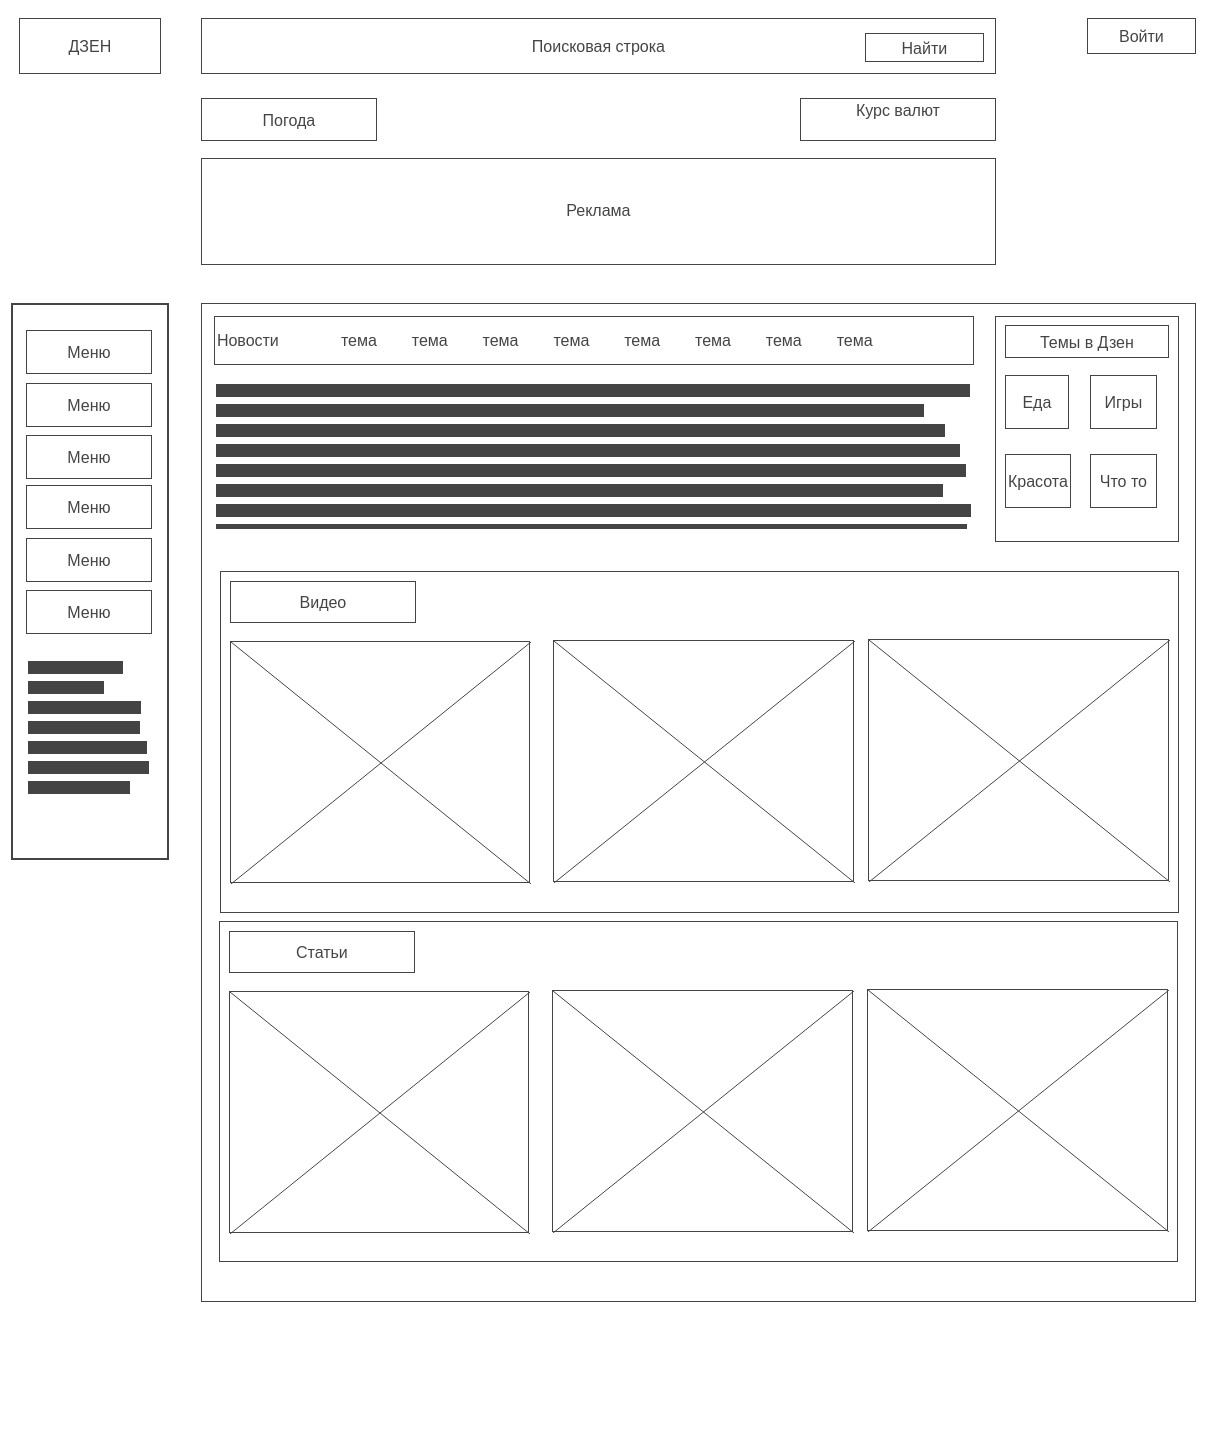 ДЗЕН
Поисковая строка
Найти
Войти
Погода
Курс валют
Реклама
Меню
Меню
Меню
Меню
Меню
Меню
Новости тема тема тема тема тема тема тема тема
Темы в Дзен
Еда
Игры
Красота
Что то
Видео
Статьи